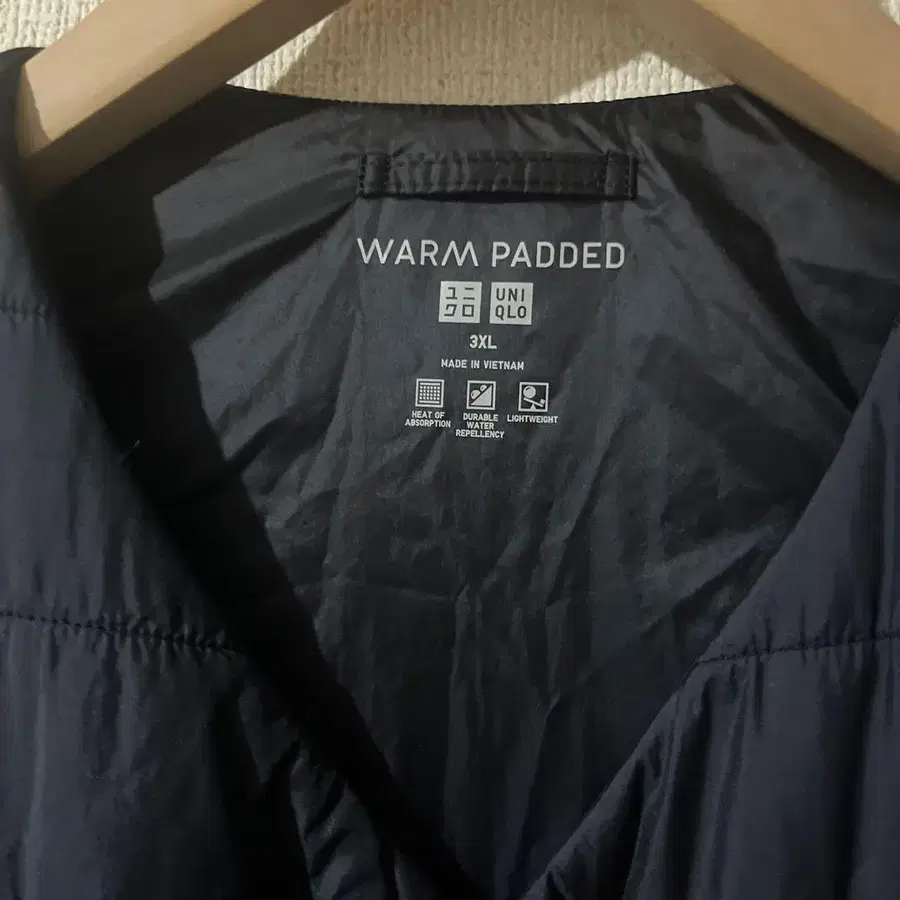 WARM PADDED
ユニ UNI
クロ QLO
3XL
MADE IN VIETNAM
HEAT OF DURABLE LIGHTWEIGHT
ABSORPTION WATER
REPELLENCY